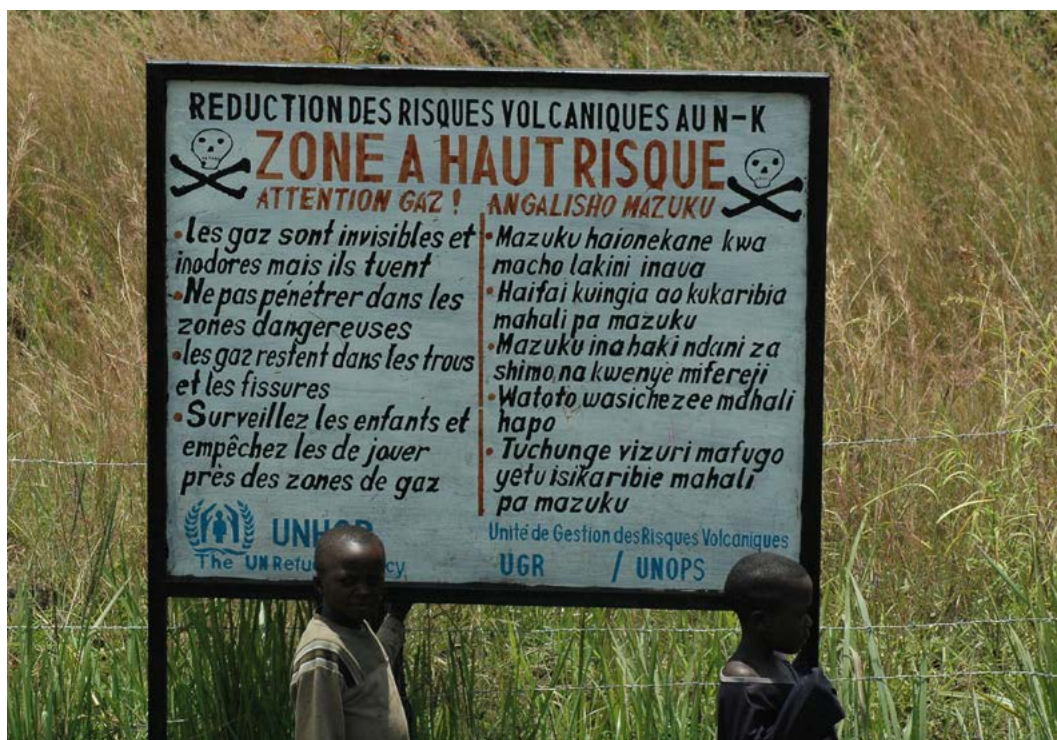 REDUCTION DES RISQUES VOLCANIQUES AU N-K
ZONE A HAUT RISQUE
ATTENTION GAZ !
•les gaz sont invisibles et
inodores mais ils tuent
•Ne pas pénétrer dans les
zones dangereuses
•les gaz restent dans les trous
et les fissures
•Surveillez les enfants et
empêchez les de jouer
près des zones de gaz
ANGALISHO MAZUKU
•Mazuku haionekane kwa
macho lakini inaua
•Haifai kuingia ao kukaribia
mahali pa mazuku
•Mazuku ina haki ndani za
shimo na kwenye mifereji
•Watoto wasichezee mahali
hapo
•Tuchunge vizuri mafugo
yetu isikaribie mahali
pa mazuku
UNHCR
The UN Refu cy
Unité de Gestion des Risques Volcaniques
UGR / UNOPS